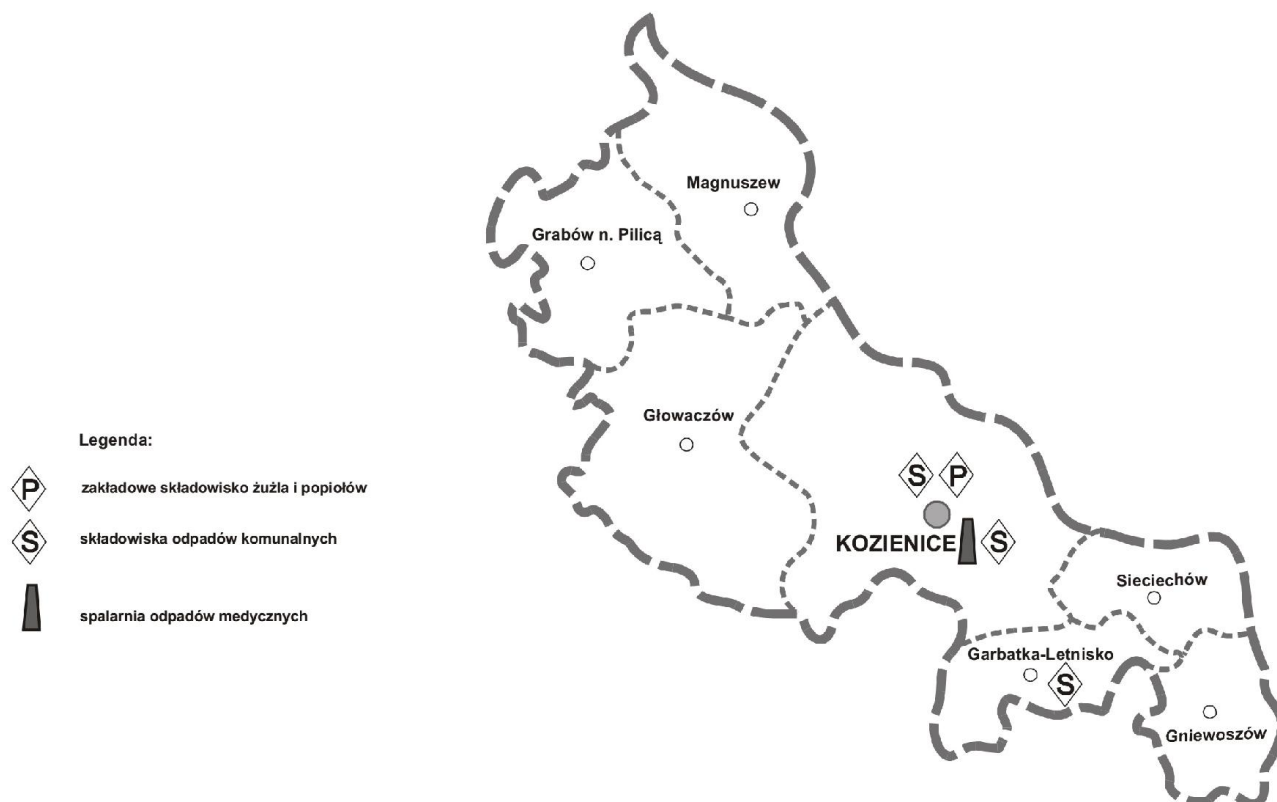 Magnuszew
Grabów n. Pilicą
Głowaczów
Legenda:
P zakładowe składowisko żużla i popiołów
S składowiska odpadów komunalnych
spalarnia odpadów medycznych
S P
KOZIENICE S
Sieciechów
Garbatka-Letnisko
S
Gniewoszów